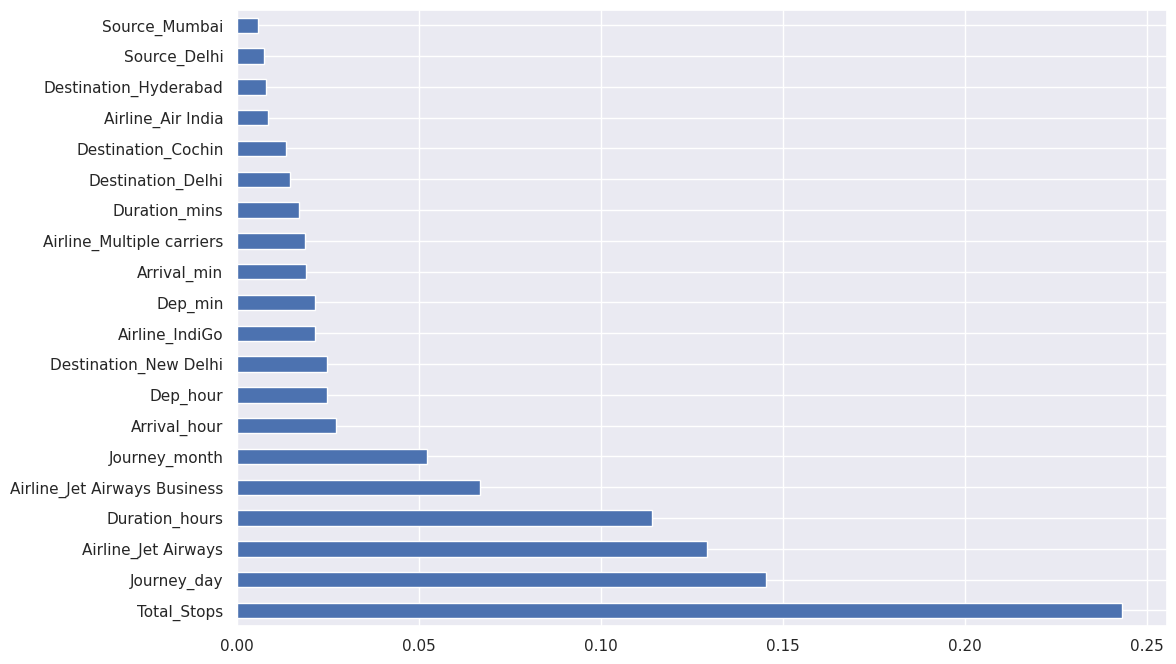 Source_Mumbai
Source_Delhi
Destination_Hyderabad
Airline_Air India
Destination_Cochin
Destination_Delhi
Duration_mins
Airline_Multiple carriers
Arrival_min
Dep_min
Airline_IndiGo
Destination_New Delhi
Dep_hour
Arrival_hour
Journey_month
Airline_Jet Airways Business
Duration_hours
Airline_Jet Airways
Journey_day
Total_Stops
0.00 0.05 0.10 0.15 0.20 0.25